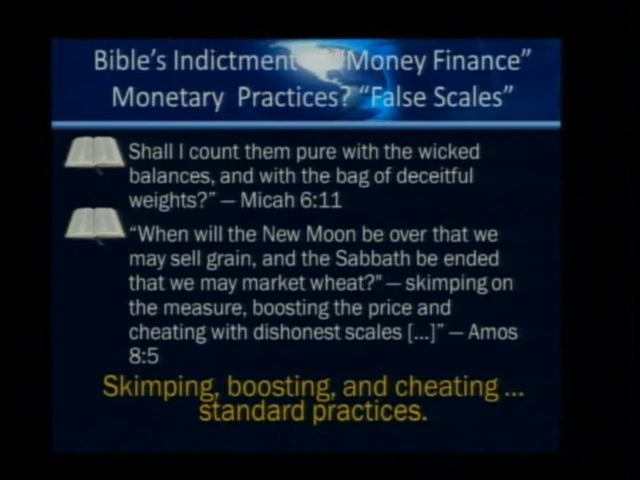 Bible's Indictment "Money Finance"
Monetary Practices? "False Scales"
Shall I count them pure with the wicked
balances, and with the bag of deceitful
weights?" — Micah 6:11
"When will the New Moon be over that we
may sell grain, and the Sabbath be ended
that we may market wheat?" — skimping on
the measure, boosting the price and
cheating with dishonest scales [...]" — Amos
8:5
Skimping, boosting, and cheating ...
standard practices.